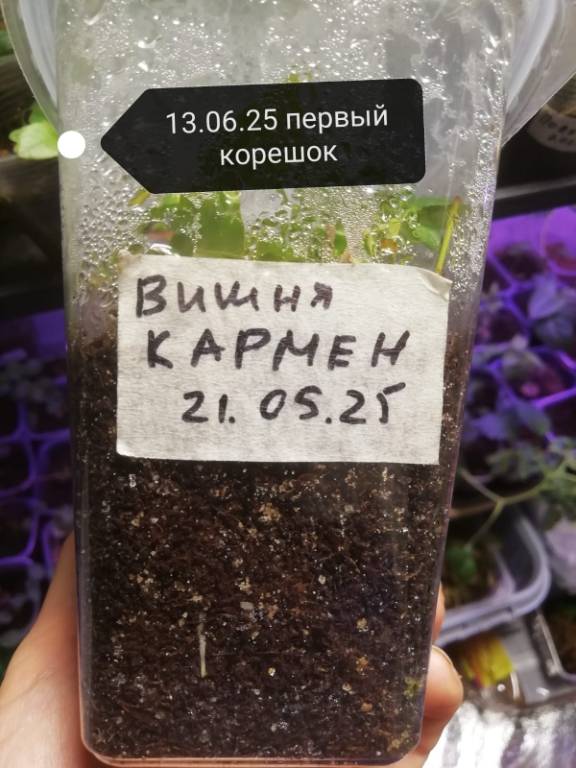 13.06.25 первый
корешок
Вишня
КАРМЕН
21.05.25